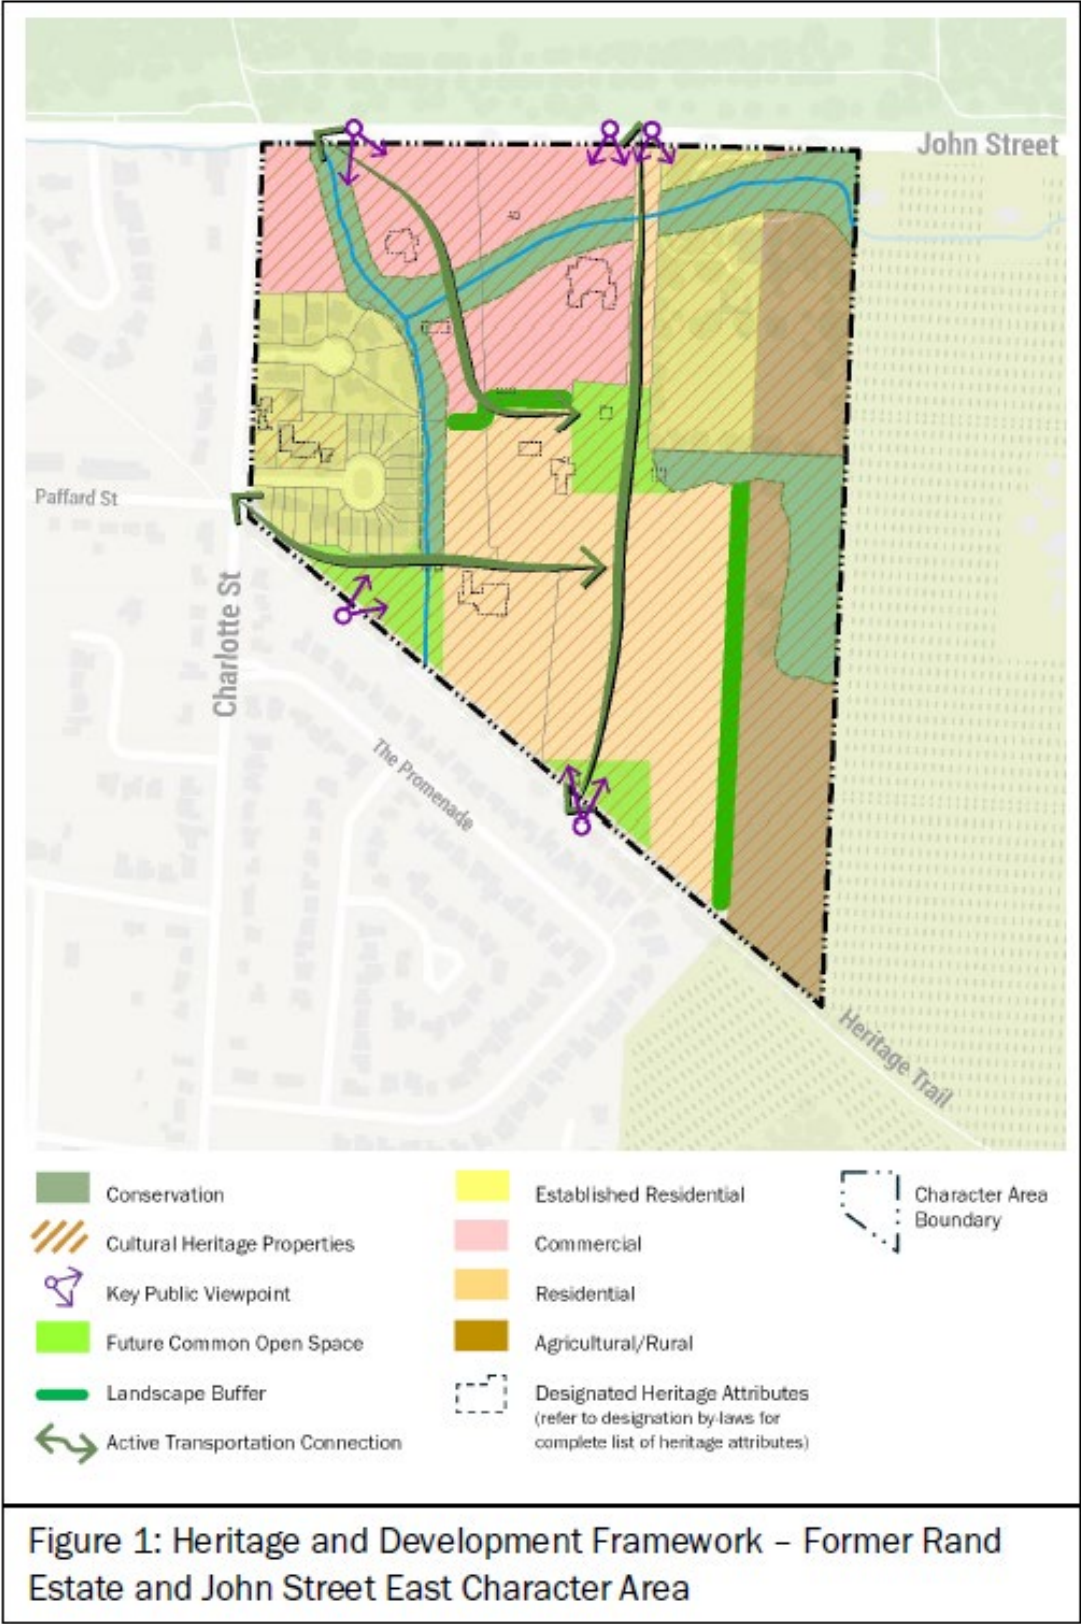 John Street
Paffard St
Charlotte St
The Promenade
Heritage Trail
Conservation
Cultural Heritage Properties
Key Public Viewpoint
Future Common Open Space
Landscape Buffer
Active Transportation Connection
Established Residential
Commercial
Residential
Agricultural/Rural
Designated Heritage Attributes
(refer to designation by-laws for
complete list of heritage attributes)
Character Area
Boundary
Figure 1: Heritage and Development Framework – Former Rand
Estate and John Street East Character Area